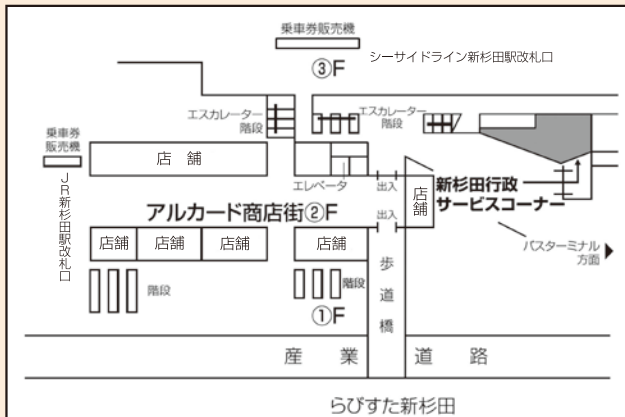 乗車券販売機
③F
シーサイドライン新杉田駅改札口
エスカレーター
階段
エスカレーター
階段
乗車券
販売機
店舗
エレベータ
出入
店舗
新杉田行政
サービスコーナー
JR新杉田駅改札口
アルカード商店街②F
出入
バスターミナル
方面
店舗
店舗
店舗
店舗
階段
階段
①F
歩道橋
産業道路
らびすた新杉田